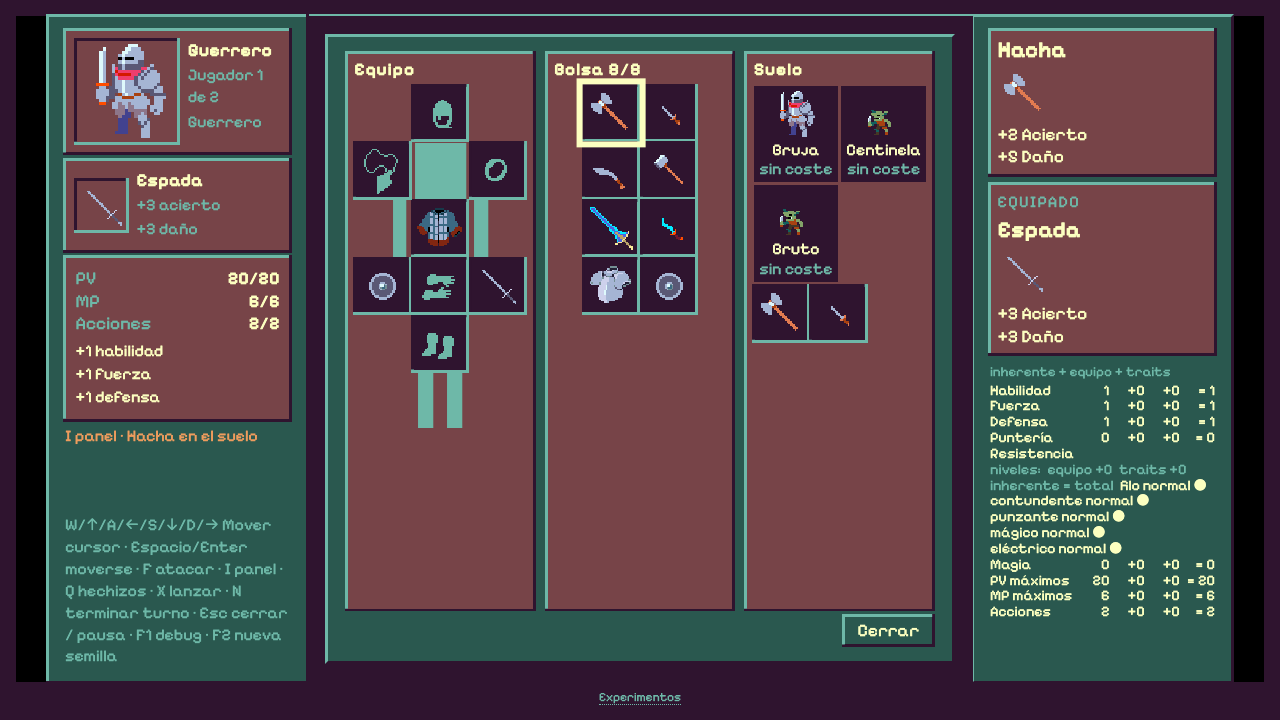 Guerrero
Jugador 1
de 2
Guerrero
Espada
+3 acierto
+3 daño
PV 20/20
MP 6/6
Acciones 2/2
+1 habilidad
+1 fuerza
+1 defensa
I panel · Hacha en el suelo
W/↑/A/←/S/↓/D/→ Mover
cursor · Espacio/Enter
moverse · F atacar · I panel ·
Q hechizos · X lanzar · N
terminar turno · Esc cerrar
/ pausa · F1 debug · F2 nueva
semilla
Equipo
Bolsa 8/8
Suelo
Bruja
sin coste
Centinela
sin coste
Bruto
sin coste
Cerrar
Hacha
+2 Acierto
+5 Daño
EQUIPADO
Espada
+3 Acierto
+3 Daño
inherente + equipo + traits
Habilidad 1 +0 +0 = 1
Fuerza 1 +0 +0 = 1
Defensa 1 +0 +0 = 1
Puntería 0 +0 +0 = 0
Resistencia
niveles: equipo +0 traits +0
inherente = total filo normal
contundente normal
punzante normal
mágico normal
eléctrico normal
Magia 0 +0 +0 = 0
PV máximos 20 +0 +0 = 20
MP máximos 6 +0 +0 = 6
Acciones 2 +0 +0 = 2
Experimentos